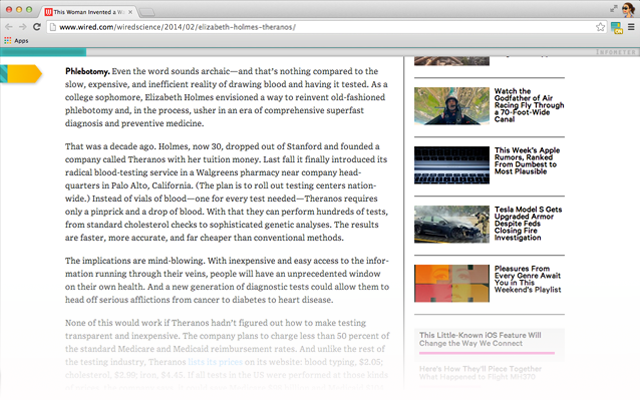 This Woman Invented a W
www.wired.com/wiredscience/2014/02/elizabeth-holmes-theranos/
Apps
INFOMETER
Phlebotomy. Even the word sounds archaic—and that's nothing compared to the
slow, expensive, and inefficient reality of drawing blood and having it tested. As a
college sophomore, Elizabeth Holmes envisioned a way to reinvent old-fashioned
phlebotomy and, in the process, usher in an era of comprehensive superfast
diagnosis and preventive medicine.
That was a decade ago. Holmes, now 30, dropped out of Stanford and founded a
company called Theranos with her tuition money. Last fall it finally introduced its
radical blood-testing service in a Walgreens pharmacy near company head-
quarters in Palo Alto, California. (The plan is to roll out testing centers nation-
wide.) Instead of vials of blood—one for every test needed—Theranos requires
only a pinprick and a drop of blood. With that they can perform hundreds of tests,
from standard cholesterol checks to sophisticated genetic analyses. The results
are faster, more accurate, and far cheaper than conventional methods.
The implications are mind-blowing. With inexpensive and easy access to the infor-
mation running through their veins, people will have an unprecedented window
on their own health. And a new generation of diagnostic tests could allow them to
head off serious afflictions from cancer to diabetes to heart disease.
None of this would work if Theranos hadn't figured out how to make testing
transparent and inexpensive. The company plans to charge less than 50 percent of
the standard Medicare and Medicaid reimbursement rates. And unlike the rest
of the testing industry, Theranos lists its prices on its website: blood typing, $2.05;
cholesterol, $2.99; iron, $4.45. If all tests in the US were performed at those kinds
Watch the
Godfather of Air
Racing Fly Through
a 70-Foot-Wide
Canal
This Week's Apple
Rumors, Ranked
From Dumbest to
Most Plausible
Tesla Model S Gets
Upgraded Armor
Despite Feds
Closing Fire
Investigation
Pleasures From
Every Genre Await
You in This
Weekend's Playlist
This Little-Known iOS Feature Will
Change the Way We Connect
Here's How They'll Piece Together
What Happened to Flight MH370